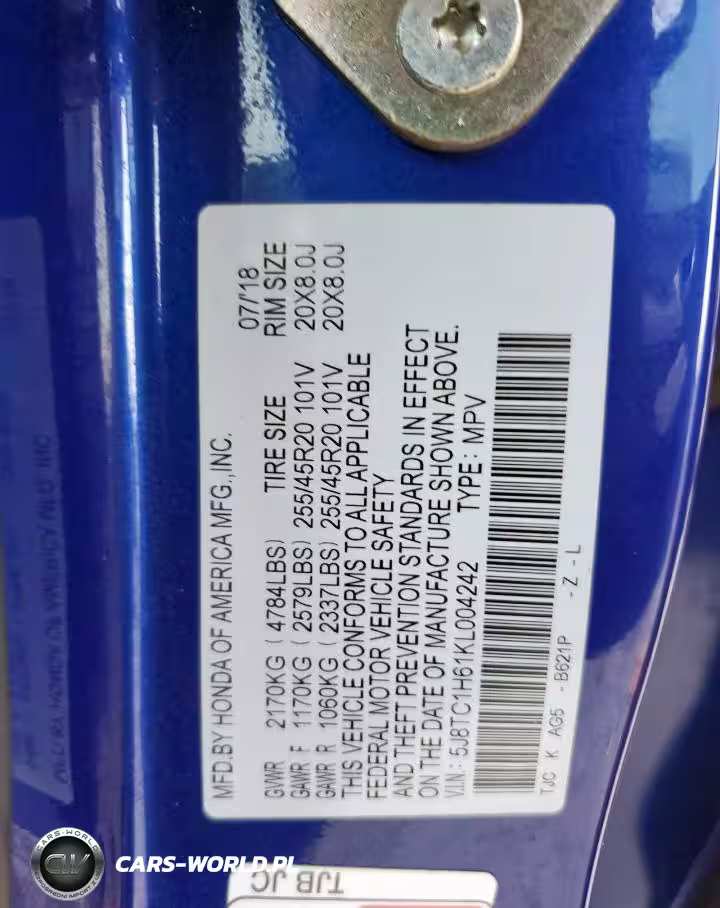 MFD.BY HONDA OF AMERICA MFG.,INC. 07/'18
GVWR 2170KG ( 4784LBS) TIRE SIZE RIM SIZE
GAWR F 1170KG ( 2579LBS) 255/45R20 101V 20X8.0J
GAWR R 1060KG ( 2337LBS) 255/45R20 101V 20X8.0J
THIS VEHICLE CONFORMS TO ALL APPLICABLE
FEDERAL MOTOR VEHICLE SAFETY
AND THEFT PREVENTION STANDARDS IN EFFECT
ON THE DATE OF MANUFACTURE SHOWN ABOVE.
V.I.N.: 5J8TC1H61KL004242 TYPE: MPV
TJC K AG5 -B621P -Z-L
TJB JC
CARS-WORLD
CW
CARS-WORLD.PL